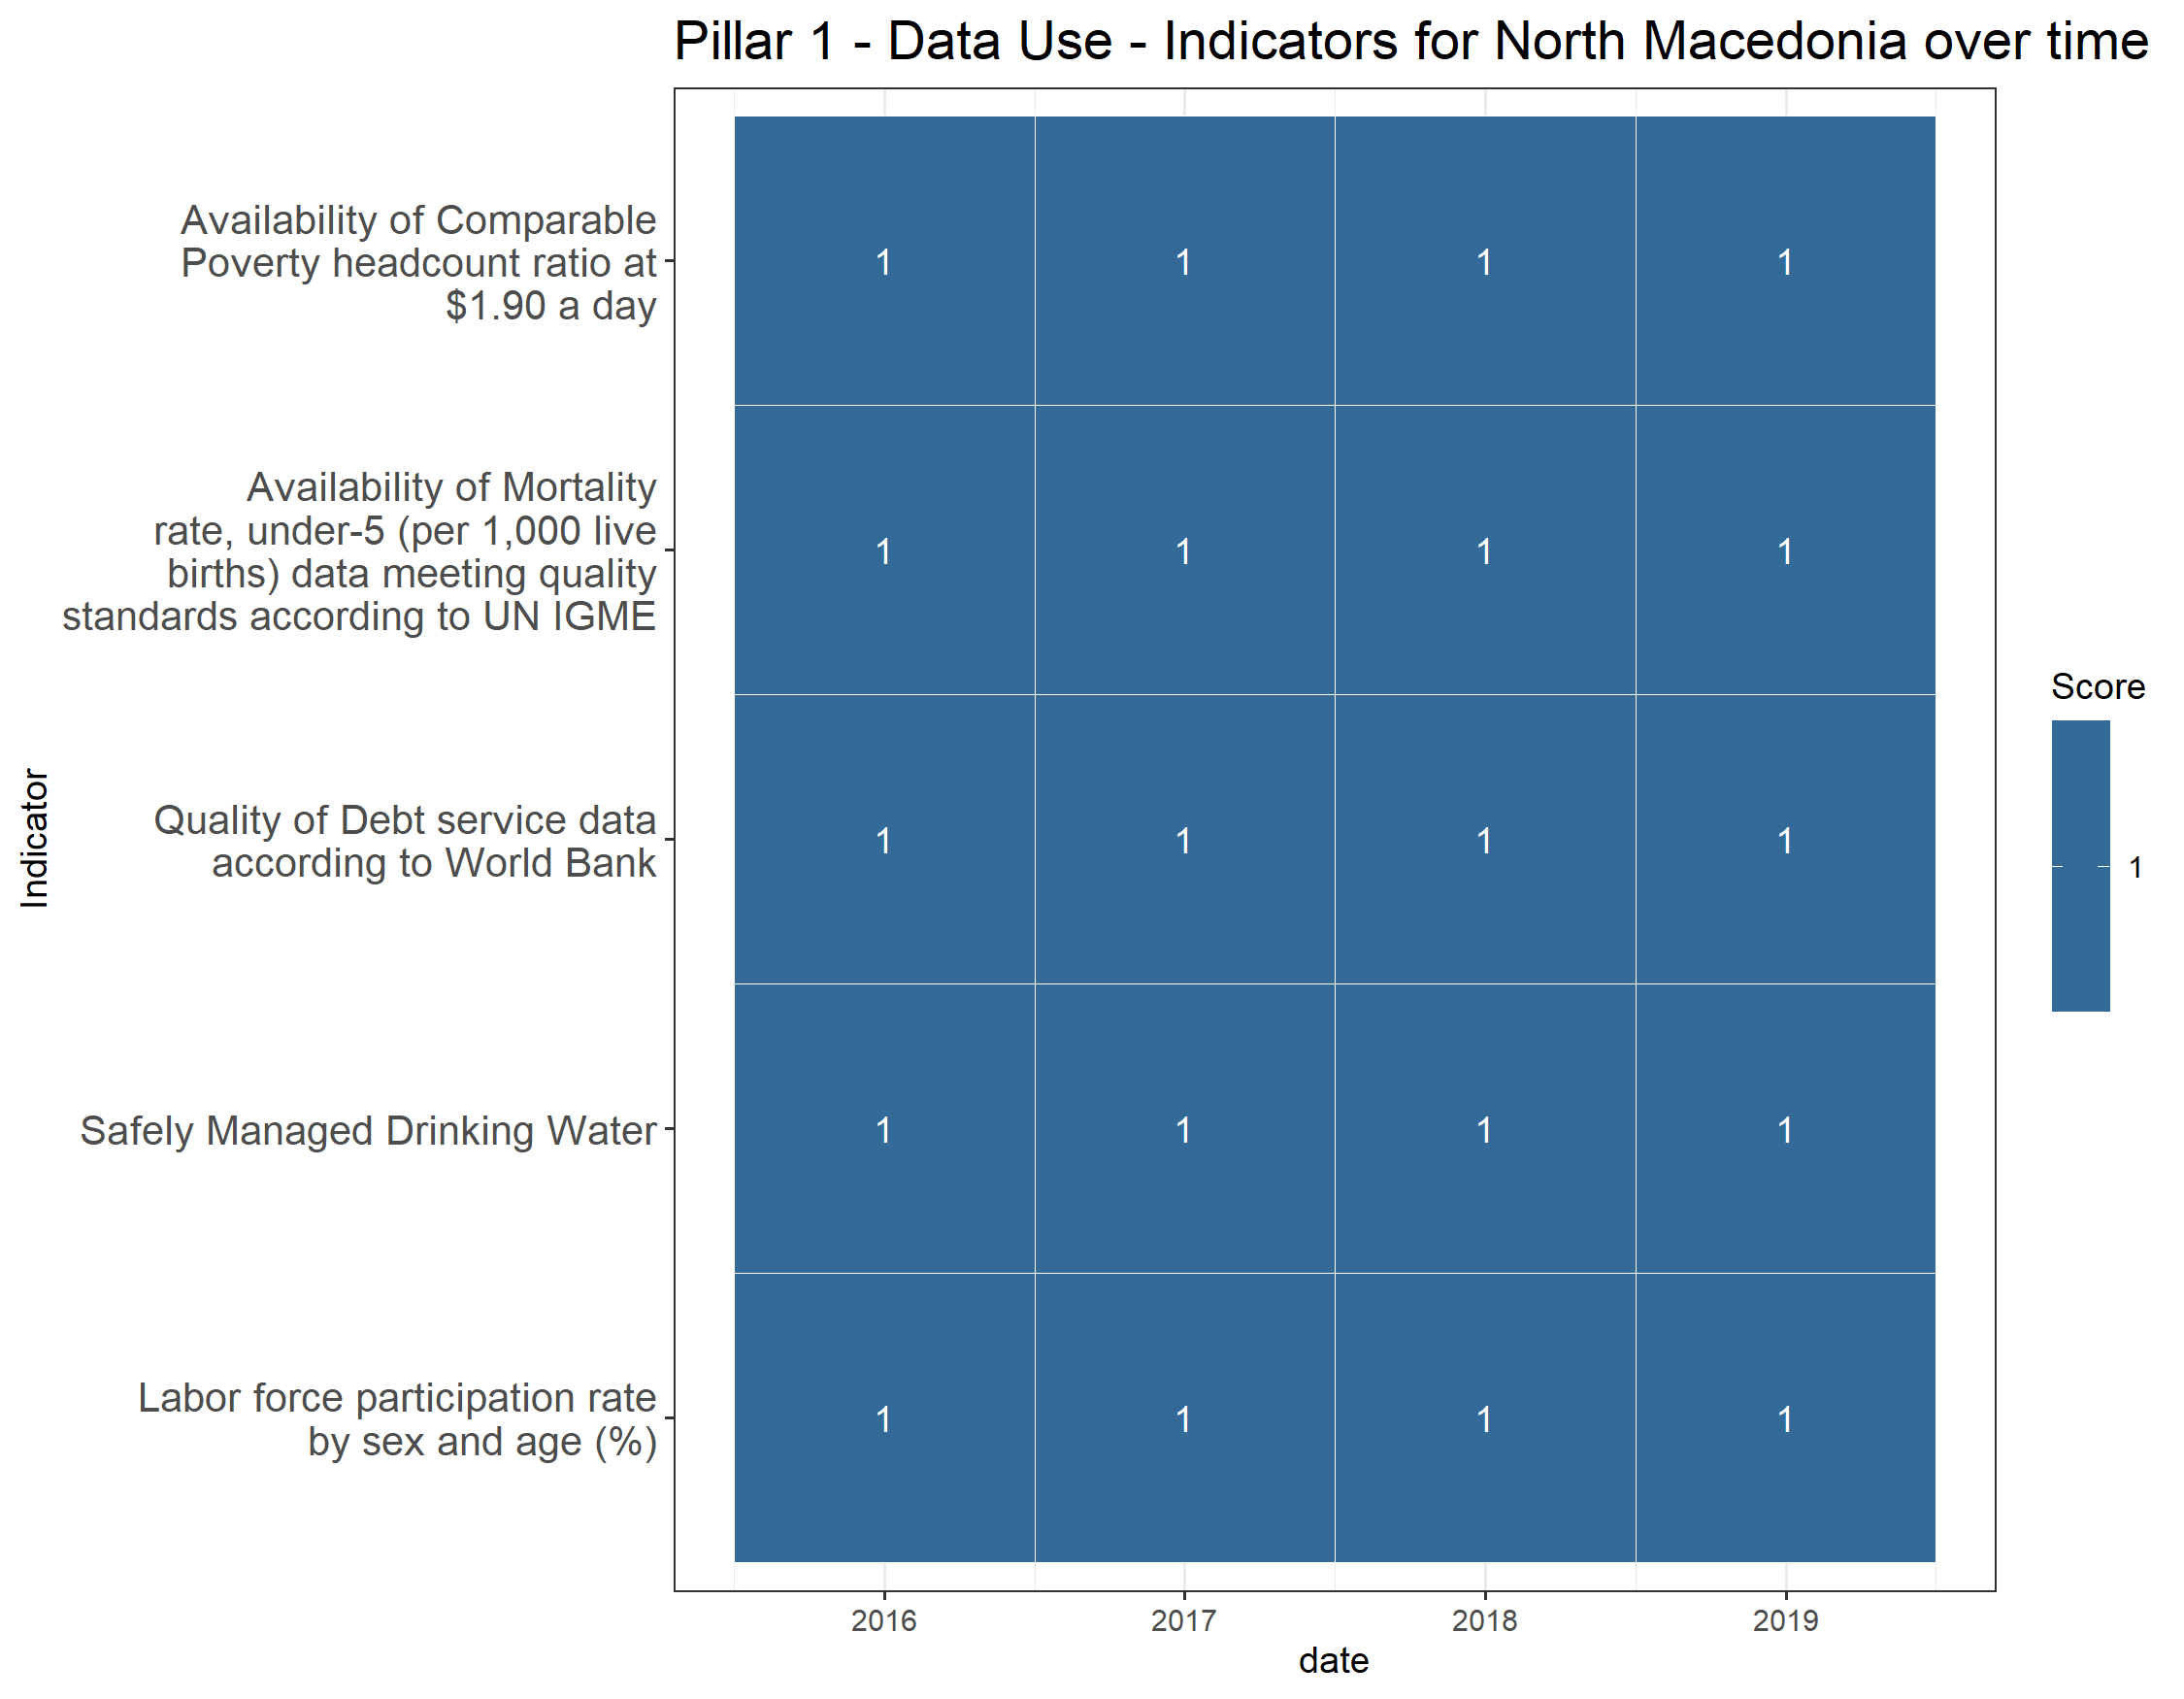 Pillar 1 - Data Use - Indicators for North Macedonia over time
Availability of Comparable
Poverty headcount ratio at
$1.90 a day
1 1 1 1
Availability of Mortality
rate, under-5 (per 1,000 live
births) data meeting quality
standards according to UN IGME
1 1 1 1
Quality of Debt service data
according to World Bank
1 1 1 1
Safely Managed Drinking Water
1 1 1 1
Labor force participation rate
by sex and age (%)
1 1 1 1
Indicator
2016 2017 2018 2019
date
Score
1